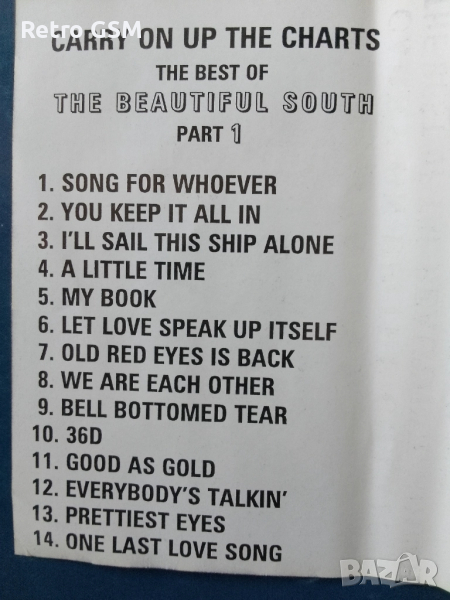 Retro GSM
CARRY ON UP THE CHARTS
THE BEST OF
THE BEAUTIFUL SOUTH
PART 1
1. SONG FOR WHOEVER
2. YOU KEEP IT ALL IN
3. I'LL SAIL THIS SHIP ALONE
4. A LITTLE TIME
5. MY BOOK
6. LET LOVE SPEAK UP ITSELF
7. OLD RED EYES IS BACK
8. WE ARE EACH OTHER
9. BELL BOTTOMED TEAR
10. 36D
11. GOOD AS GOLD
12. EVERYBODY'S TALKIN'
13. PRETTIEST EYES
14. ONE LAST LOVE SONG
BAZAR